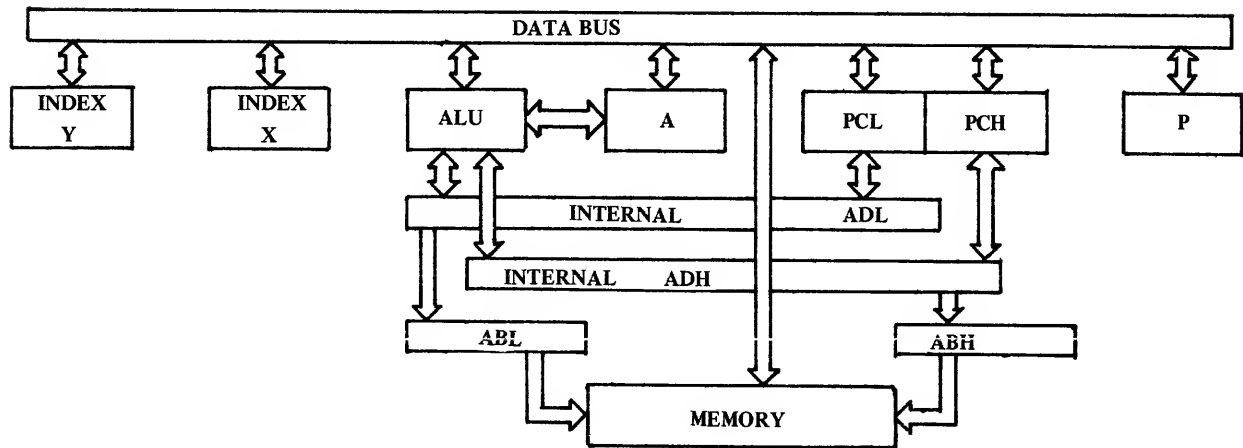 DATA BUS
INDEX
Y
INDEX
X
ALU
A
PCL
PCH
P
INTERNAL ADL
INTERNAL ADH
ABL
ABH
MEMORY